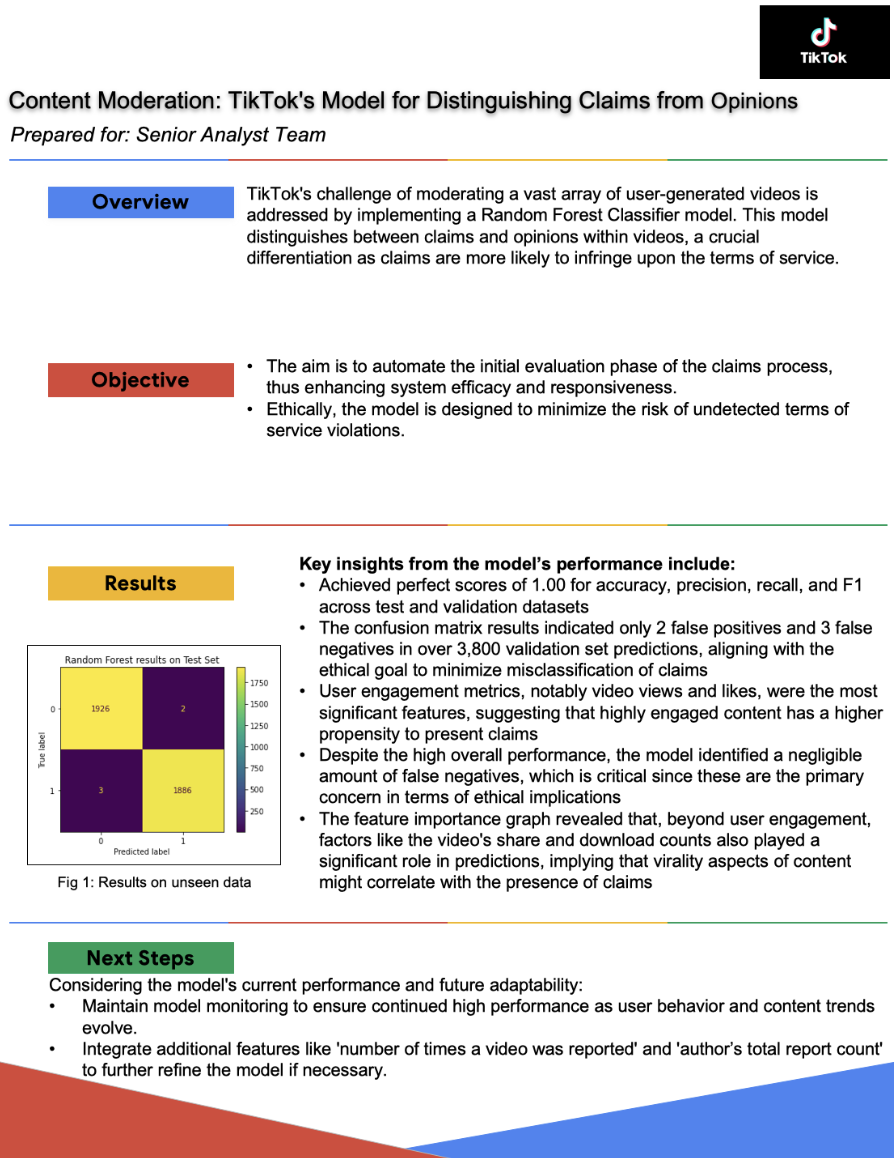 TikTok
Content Moderation: TikTok's Model for Distinguishing Claims from Opinions
Prepared for: Senior Analyst Team
Overview
TikTok's challenge of moderating a vast array of user-generated videos is
addressed by implementing a Random Forest Classifier model. This model
distinguishes between claims and opinions within videos, a crucial
differentiation as claims are more likely to infringe upon the terms of service.
Objective
• The aim is to automate the initial evaluation phase of the claims process,
thus enhancing system efficacy and responsiveness.
• Ethically, the model is designed to minimize the risk of undetected terms of
service violations.
Results
Key insights from the model’s performance include:
• Achieved perfect scores of 1.00 for accuracy, precision, recall, and F1
across test and validation datasets
• The confusion matrix results indicated only 2 false positives and 3 false
negatives in over 3,800 validation set predictions, aligning with the
ethical goal to minimize misclassification of claims
• User engagement metrics, notably video views and likes, were the most
significant features, suggesting that highly engaged content has a higher
propensity to present claims
• Despite the high overall performance, the model identified a negligible
amount of false negatives, which is critical since these are the primary
concern in terms of ethical implications
• The feature importance graph revealed that, beyond user engagement,
factors like the video's share and download counts also played a
significant role in predictions, implying that virality aspects of content
might correlate with the presence of claims
Random Forest results on Test Set
True label
0
1
1926
2
3
1886
0
1
Predicted label
1750
1500
1250
1000
750
500
250
Fig 1: Results on unseen data
Next Steps
Considering the model's current performance and future adaptability:
• Maintain model monitoring to ensure continued high performance as user behavior and content trends
evolve.
• Integrate additional features like 'number of times a video was reported' and 'author’s total report count'
to further refine the model if necessary.